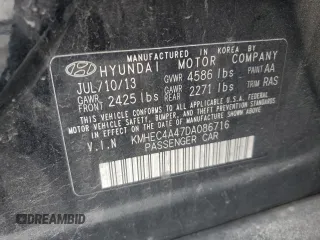 MANUFACTURED IN KOREA BY
HYUNDAI MOTOR COMPANY
JUL/10/13 GVWR 4586 lbs PAINT AA
GAWR FRONT 2425 lbs GAWR REAR 2271 lbs TRIM RAS
THIS VEHICLE CONFORMS TO ALL APPLICABLE
FEDERAL MOTOR VEHICLE SAFETY, BUMPER, AND
THEFT PREVENTION STANDARDS IN EFFECT ON
THE DATE OF MANUFACTURE SHOWN ABOVE.
V.I.N KMHEC4A47DA086716
PASSENGER CAR
DREAMBID